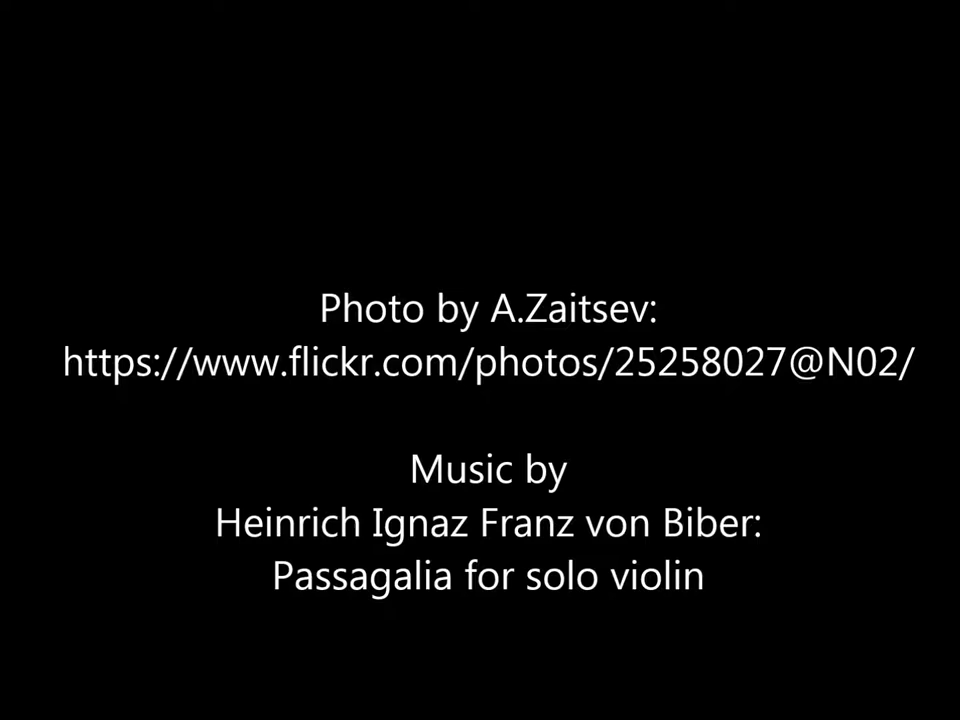 Photo by A.Zaitsev:
https://www.flickr.com/photos/25258027@N02/
Music by
Heinrich Ignaz Franz von Biber:
Passagalia for solo violin